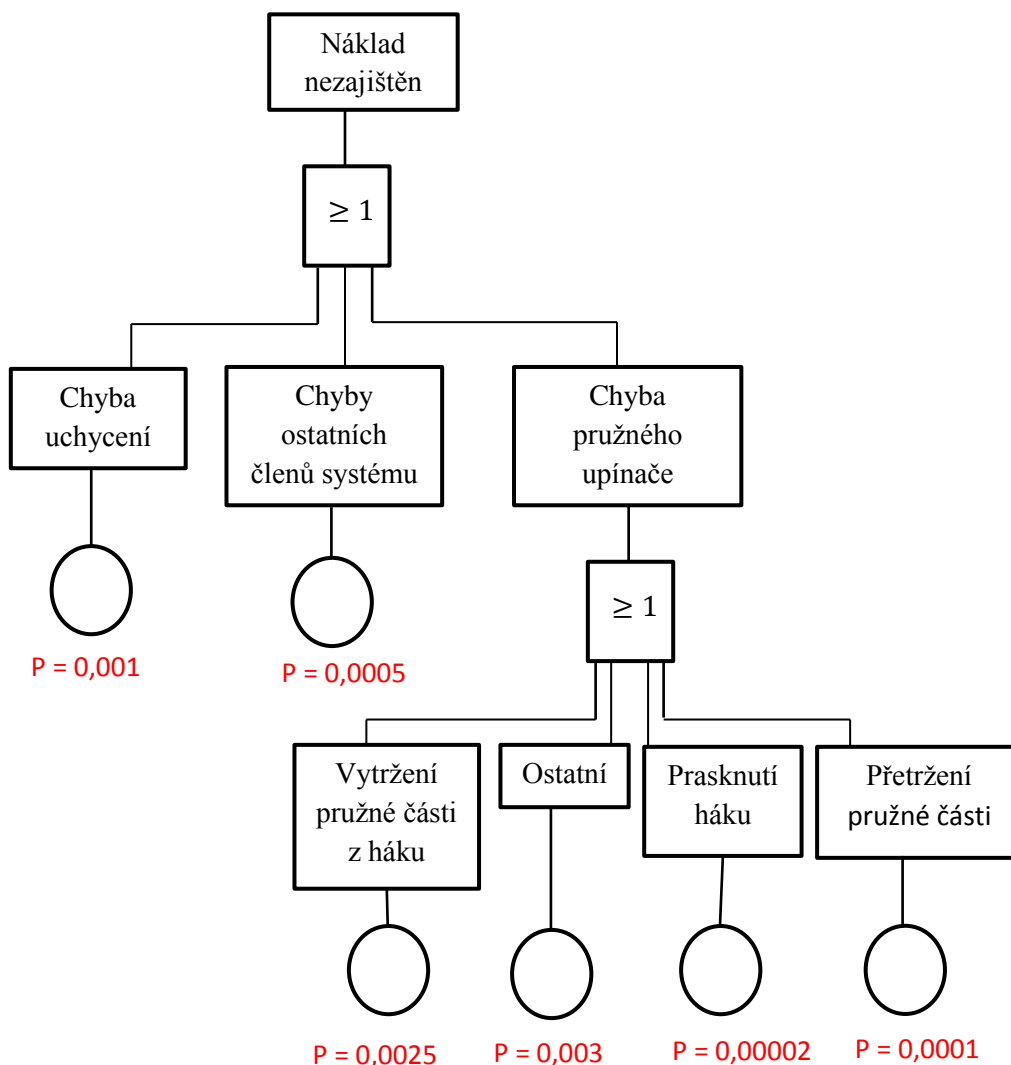 Náklad
nezajištěn
≥ 1
Chyba
uchycení
Chyby
ostatních
členů systému
Chyba
pružného
upínače
P = 0,001
P = 0,0005
≥ 1
Vytržení
pružné části
z háku
Ostatní
Prasknutí
háku
Přetržení
pružné části
P = 0,0025
P = 0,003
P = 0,00002
P = 0,0001